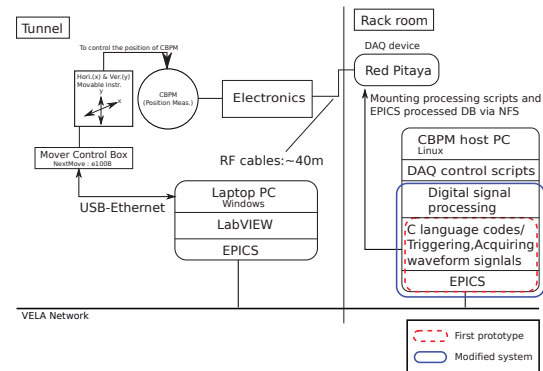 Tunnel
Rack room
To control the position of CBPM
DAQ device
Hori.(x) & Ver.(y)
Movable Instr.
y
x
CBPM
(Position Meas.)
Electronics
Red Pitaya
Mounting processing scripts and
EPICS processed DB via NFS
RF cables:~40m
Mover Control Box
NextMove : e100B
USB-Ethernet
Laptop PC
Windows
LabVIEW
EPICS
CBPM host PC
Linux
DAQ control scripts
Digital signal
processing
C language codes/
Triggering,Acquiring
waveform signlals
EPICS
VELA Network
First prototype
Modified system